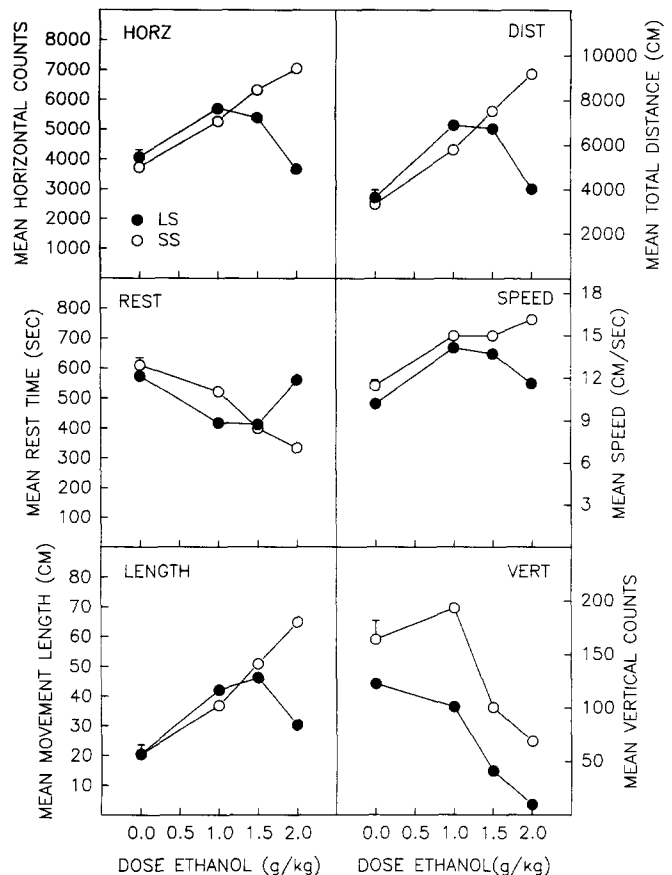 HORZ
MEAN HORIZONTAL COUNTS
8000
7000
6000
5000
4000
3000
2000
1000
LS
SS
DIST
MEAN TOTAL DISTANCE (CM)
10000
8000
6000
4000
2000
REST
MEAN REST TIME (SEC)
800
700
600
500
400
300
200
100
SPEED
MEAN SPEED (CM/SEC)
18
15
12
9
6
3
LENGTH
MEAN MOVEMENT LENGTH (CM)
80
70
60
50
40
30
20
10
0.0 0.5 1.0 1.5 2.0
DOSE ETHANOL (g/kg)
VERT
MEAN VERTICAL COUNTS
200
150
100
50
0.0 0.5 1.0 1.5 2.0
DOSE ETHANOL(g/kg)